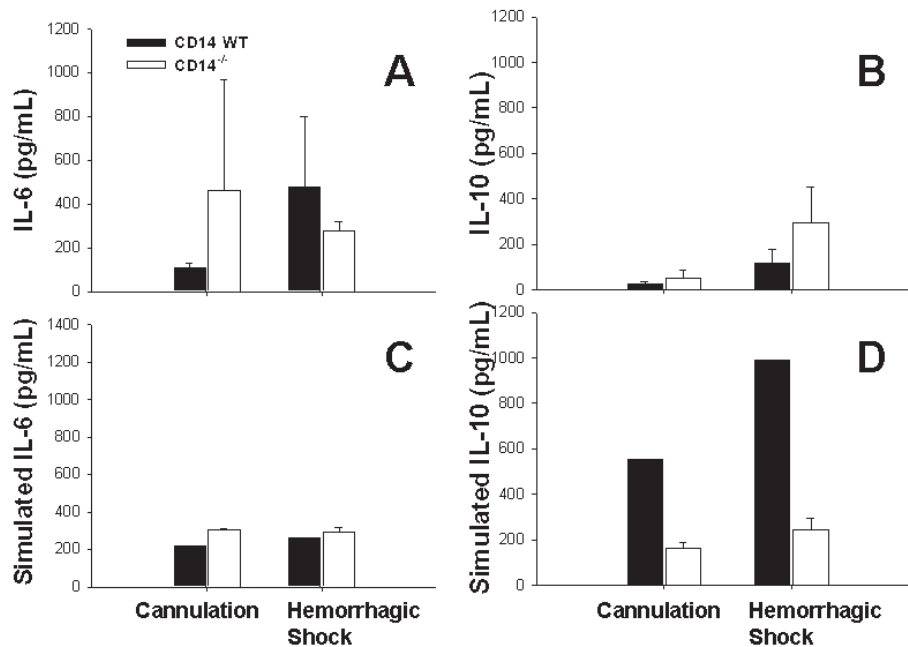 1200
1000
800
600
400
200
0
IL-6 (pg/mL)
CD14 WT
CD14-/-
A
1200
1000
800
600
400
200
0
IL-10 (pg/mL)
B
1400
1200
1000
800
600
400
200
0
Simulated IL-6 (pg/mL)
C
Cannulation
Hemorrhagic
Shock
1200
1000
800
600
400
200
0
Simulated IL-10 (pg/mL)
D
Cannulation
Hemorrhagic
Shock